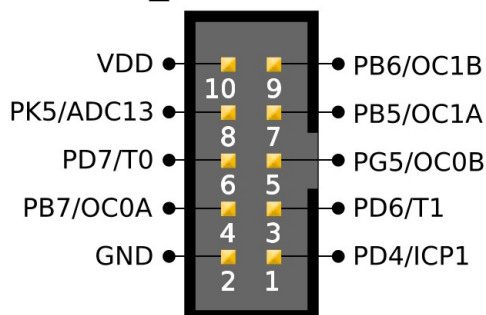 VDD 10 9 PB6/OC1B
PK5/ADC13 8 7 PB5/OC1A
PD7/T0 6 5 PG5/OC0B
PB7/OC0A 4 3 PD6/T1
GND 2 1 PD4/ICP1